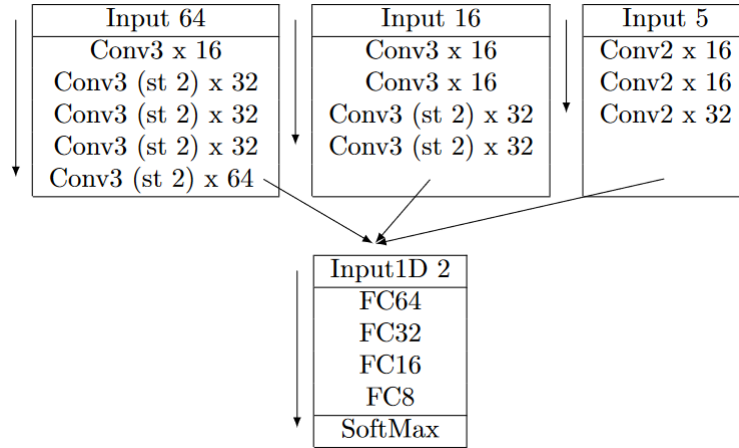 Input 64
Conv3 x 16
Conv3 (st 2) x 32
Conv3 (st 2) x 32
Conv3 (st 2) x 32
Conv3 (st 2) x 64
Input 16
Conv3 x 16
Conv3 x 16
Conv3 (st 2) x 32
Conv3 (st 2) x 32
Input 5
Conv2 x 16
Conv2 x 16
Conv2 x 32
Input1D 2
FC64
FC32
FC16
FC8
SoftMax